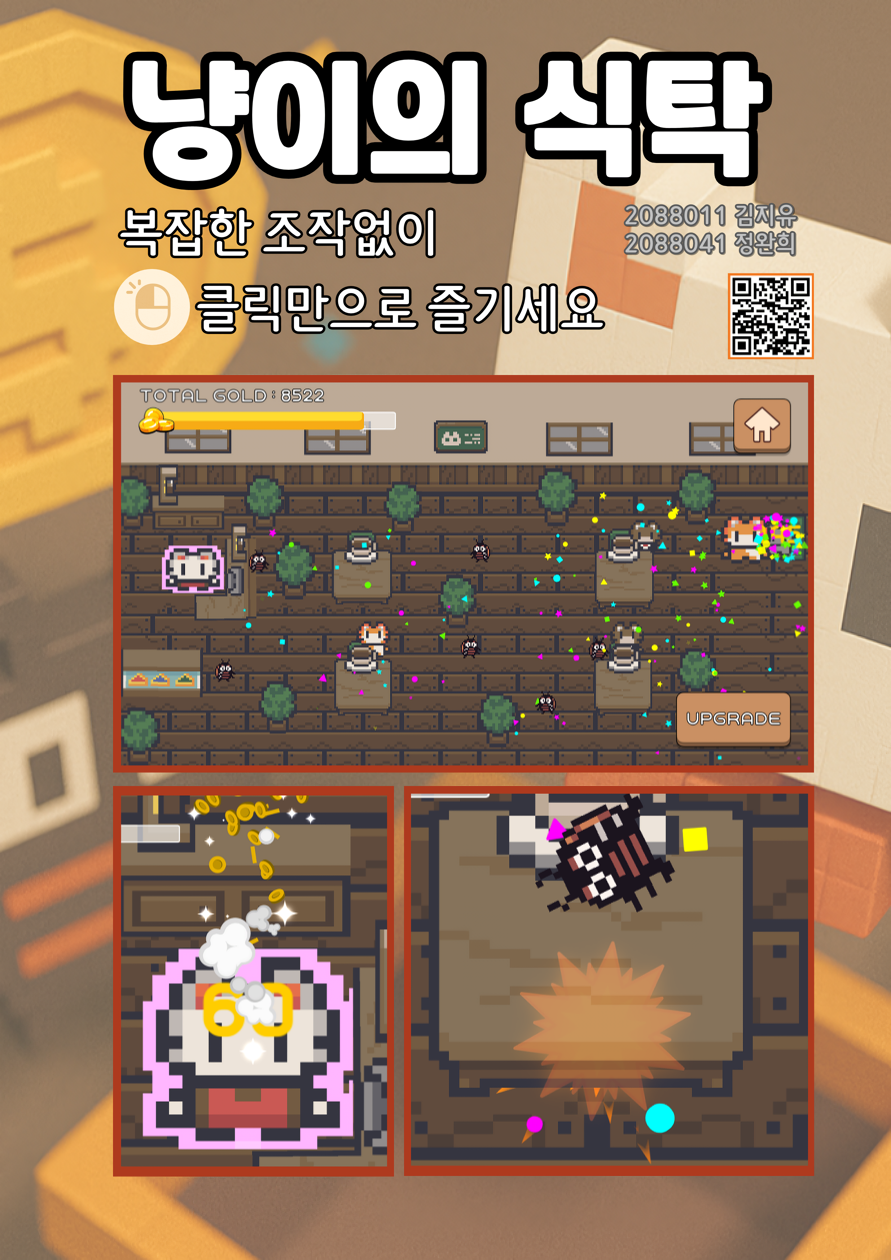 냥이의 식탁
복잡한 조작없이
클릭만으로 즐기세요
2088011 김지유
2088041 정완희
TOTAL GOLD : 8522
UPGRADE